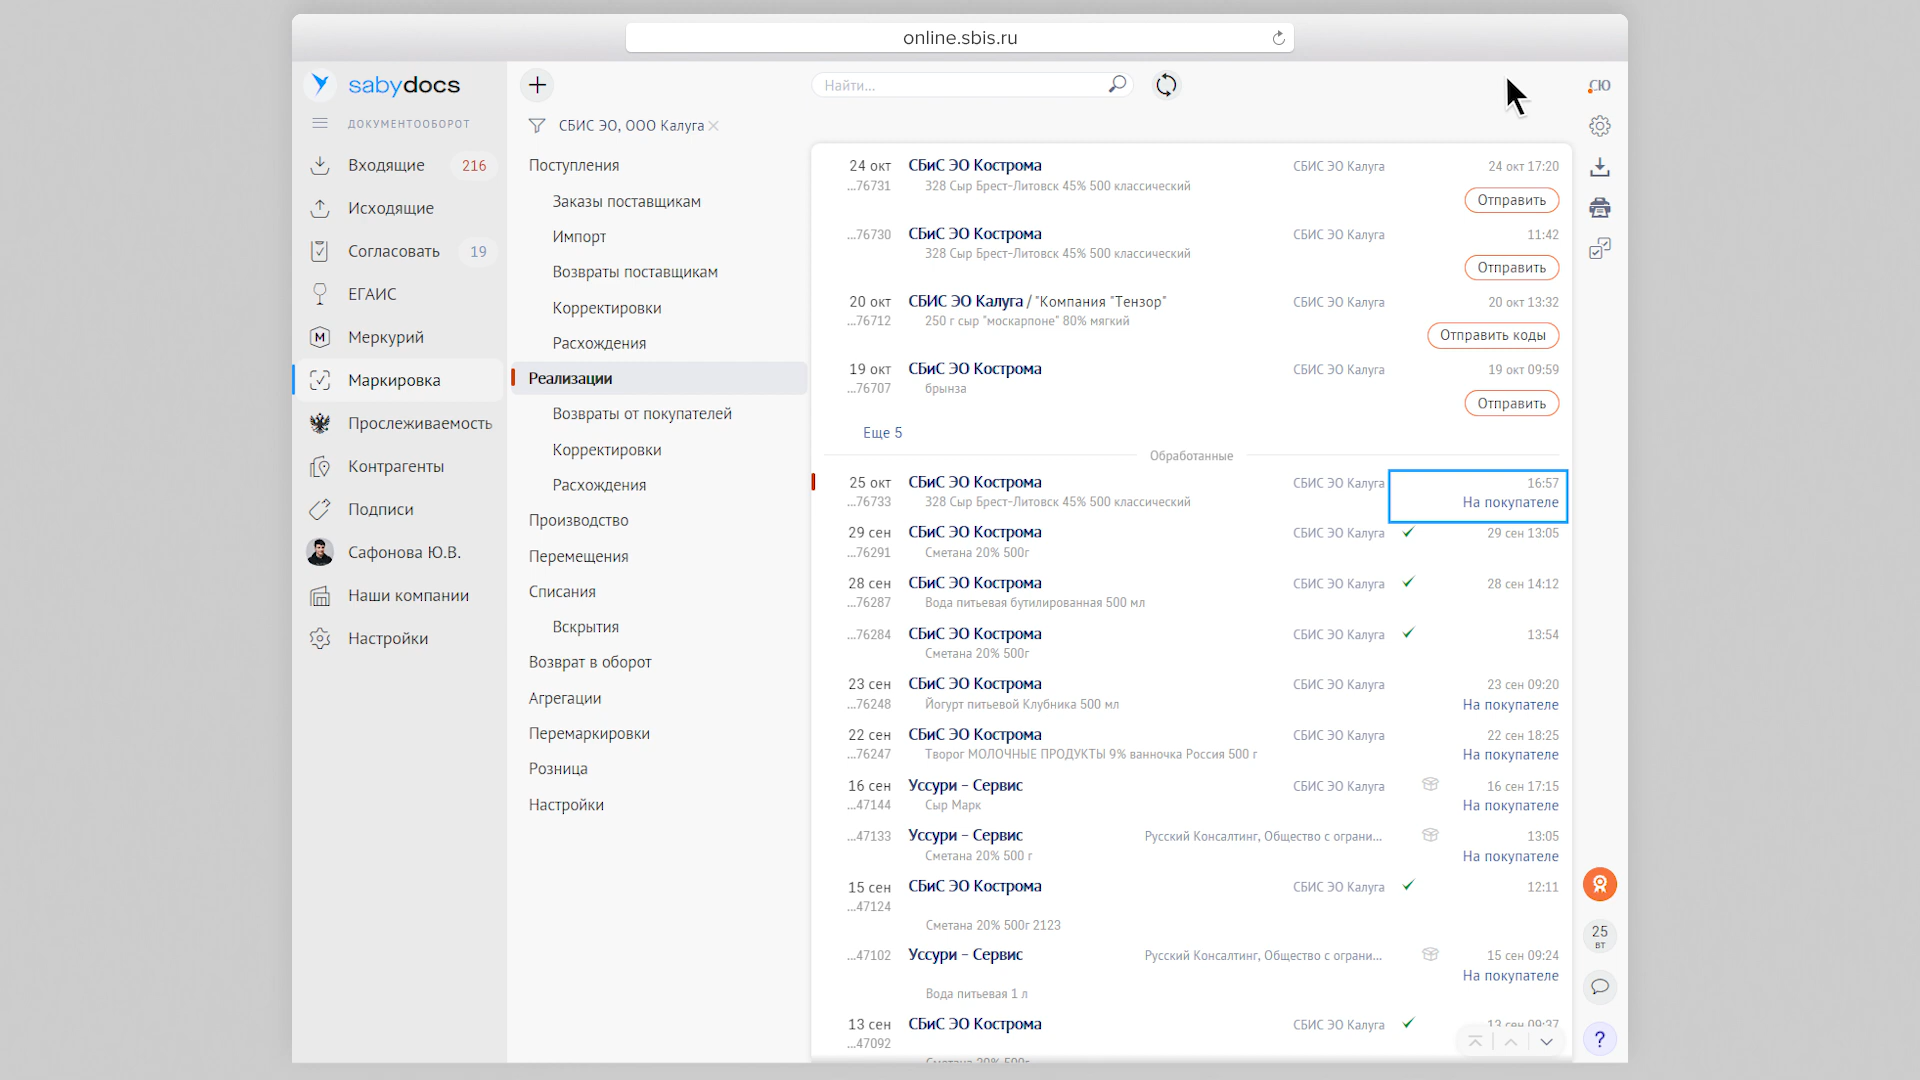 online.sbis.ru
sabydocs
ДОКУМЕНТООБОРОТ
Входящие 216
Исходящие
Согласовать 19
ЕГАИС
Меркурий
Маркировка
Прослеживаемость
Контрагенты
Подписи
Сафонова Ю.В.
Наши компании
Настройки
Найти...
СБИС ЭО, ООО Калуга
Поступления
Заказы поставщикам
Импорт
Возвраты поставщикам
Корректировки
Расхождения
Реализации
Возвраты от покупателей
Корректировки
Расхождения
Производство
Перемещения
Списания
Вскрытия
Возврат в оборот
Агрегации
Перемаркировки
Розница
Настройки
24 окт СБиС ЭО Кострома СБИС ЭО Калуга 24 окт 17:20
...76731 328 Сыр Брест-Литовск 45% 500 классический
Отправить
...76730 СБиС ЭО Кострома СБИС ЭО Калуга 11:42
328 Сыр Брест-Литовск 45% 500 классический
Отправить
20 окт СБИС ЭО Калуга / "Компания "Тензор" СБИС ЭО Калуга 20 окт 13:32
...76712 250 г сыр "москарпоне" 80% мягкий
Отправить коды
19 окт СБиС ЭО Кострома СБИС ЭО Калуга 19 окт 09:59
...76707 брынза
Отправить
Еще 5
Обработанные
25 окт СБиС ЭО Кострома СБИС ЭО Калуга 16:57
...76733 328 Сыр Брест-Литовск 45% 500 классический На покупателе
29 сен СБиС ЭО Кострома СБИС ЭО Калуга 29 сен 13:05
...76291 Сметана 20% 500г
28 сен СБиС ЭО Кострома СБИС ЭО Калуга 28 сен 14:12
...76287 Вода питьевая бутилированная 500 мл
...76284 СБиС ЭО Кострома СБИС ЭО Калуга 13:54
Сметана 20% 500г
23 сен СБиС ЭО Кострома СБИС ЭО Калуга 23 сен 09:20
...76248 Йогурт питьевой Клубника 500 мл На покупателе
22 сен СБиС ЭО Кострома СБИС ЭО Калуга 22 сен 18:25
...76247 Творог МОЛОЧНЫЕ ПРОДУКТЫ 9% ванночка Россия 500 г На покупателе
16 сен Уссури - Сервис СБИС ЭО Калуга 16 сен 17:15
...47144 Сыр Марк На покупателе
...47133 Уссури - Сервис Русский Консалтинг, Общество с ограни... 13:05
Сметана 20% 500 г На покупателе
15 сен СБиС ЭО Кострома СБИС ЭО Калуга 12:11
...47124
Сметана 20% 500г 2123
...47102 Уссури - Сервис Русский Консалтинг, Общество с ограни... 15 сен 09:24
На покупателе
Вода питьевая 1 л
13 сен СБиС ЭО Кострома СБИС ЭО Калуга 13 сен 09:37
...47092
Сметана 20% 500г
СЮ
25
вт
?